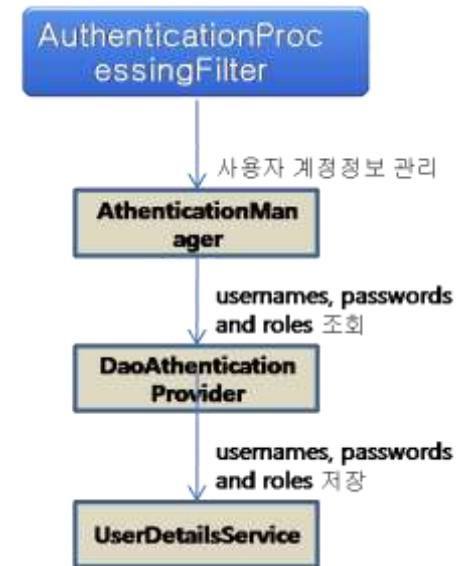 AuthenticationProc
essingFilter
사용자 계정정보 관리
AthenticationMan
ager
usernames, passwords
and roles 조회
DaoAthentication
Provider
usernames, passwords
and roles 저장
UserDetailsService